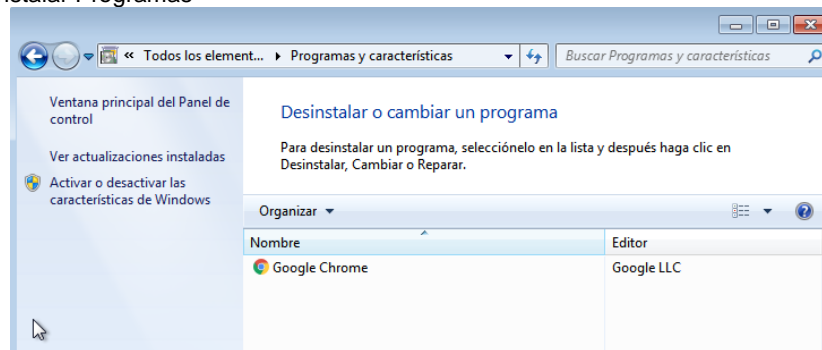 stalar Programas
« Todos los element... ▸ Programas y características
Buscar Programas y características
Ventana principal del Panel de
control
Ver actualizaciones instaladas
Activar o desactivar las
características de Windows
Desinstalar o cambiar un programa
Para desinstalar un programa, selecciónelo en la lista y después haga clic en
Desinstalar, Cambiar o Reparar.
Organizar
Nombre Editor
Google Chrome Google LLC